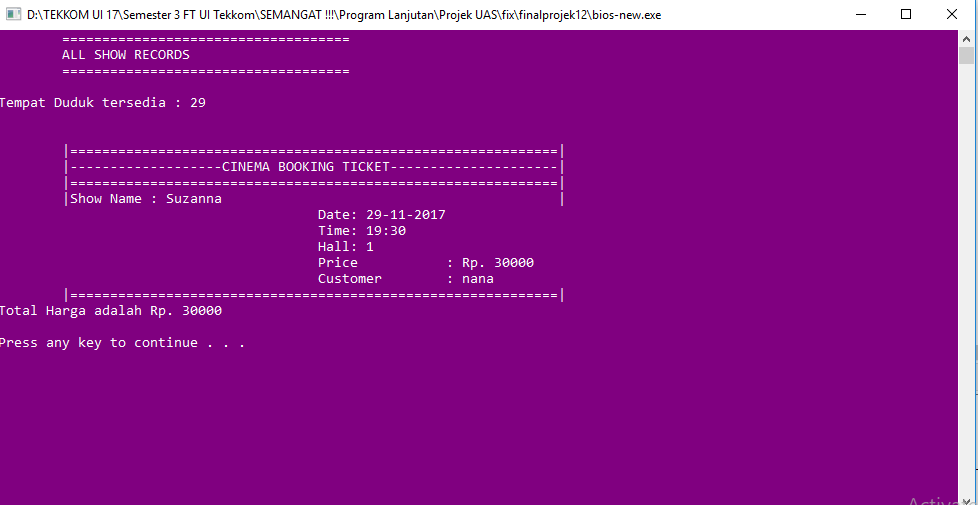 D:\TEKKOM UI 17\Semester 3 FT UI Tekkom\SEMANGAT !!!\Program Lanjutan\Projek UAS\fix\finalprojek12\bios-new.exe
====================================
ALL SHOW RECORDS
====================================
Tempat Duduk tersedia : 29
|=============================================================|
|-------------------CINEMA BOOKING TICKET---------------------|
|=============================================================|
|Show Name : Suzanna |
Date: 29-11-2017
Time: 19:30
Hall: 1
Price : Rp. 30000
Customer : nana
|=============================================================|
Total Harga adalah Rp. 30000
Press any key to continue . . .